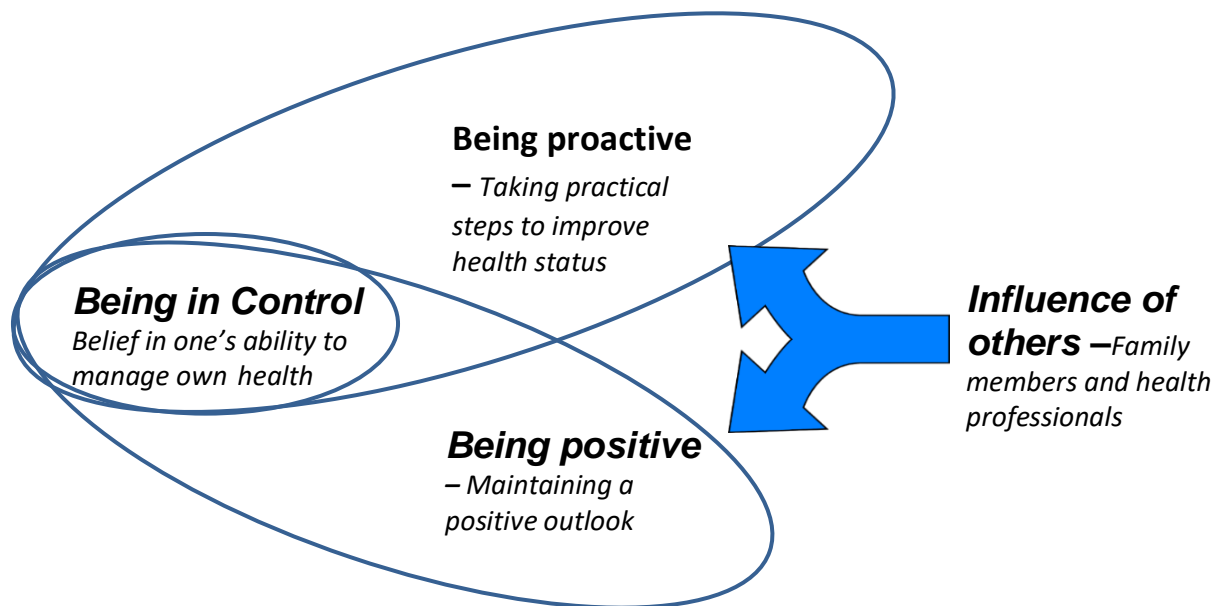 Being proactive
– Taking practical
steps to improve
health status
Being in Control
Belief in one’s ability to
manage own health
Influence of
others –Family
members and health
professionals
Being positive
– Maintaining a
positive outlook